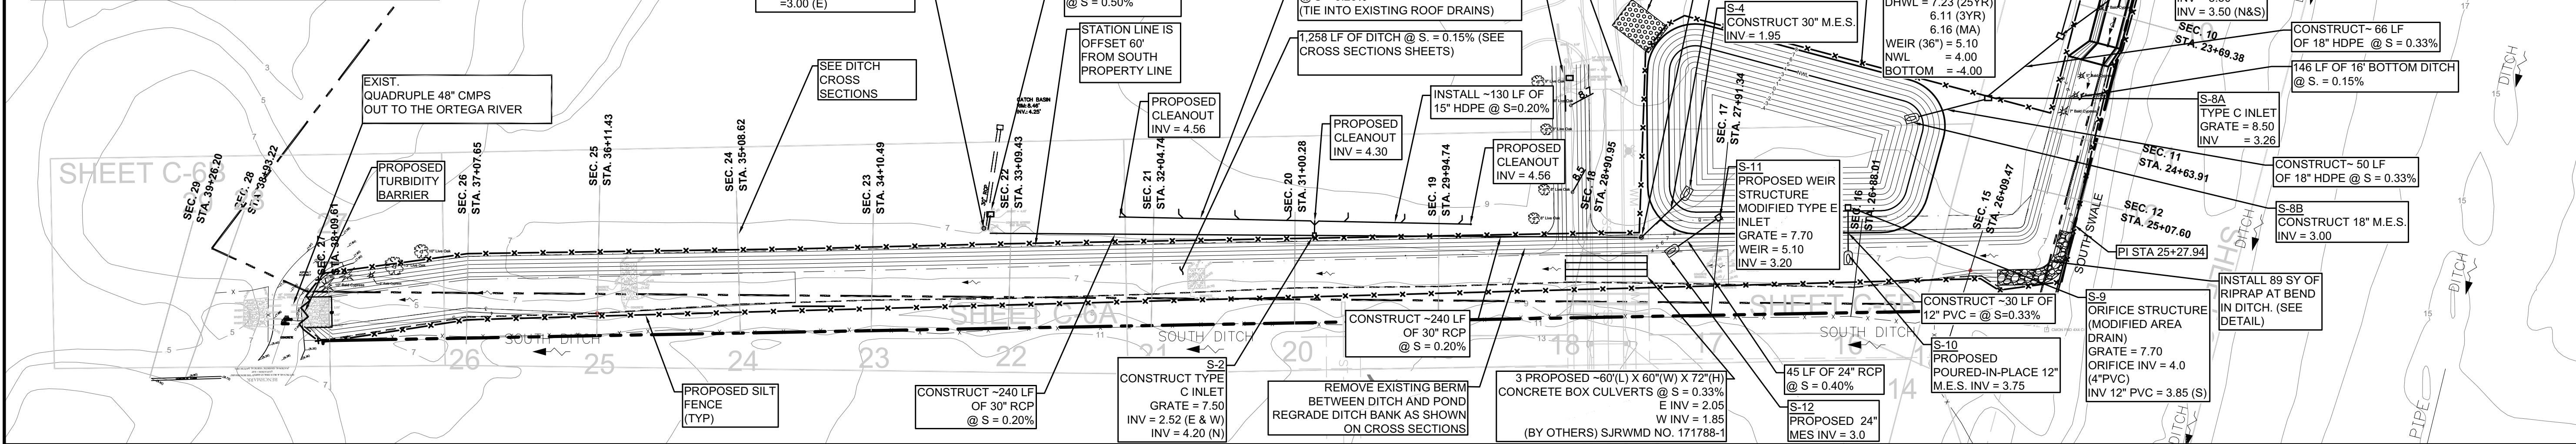 =3.00 (E)
@ S = 0.50%
(TIE INTO EXISTING ROOF DRAINS)
STATION LINE IS
OFFSET 60'
FROM SOUTH
PROPERTY LINE
1,258 LF OF DITCH @ S. = 0.15% (SEE
CROSS SECTIONS SHEETS)
S-4
CONSTRUCT 30" M.E.S.
INV = 1.95
DHWL = 7.23 (25YR)
6.11 (3YR)
6.16 (MA)
WEIR (36") = 5.10
NWL = 4.00
BOTTOM = -4.00
INV = 3.50 (N&S)
SEC. 10
STA. 23+69.38
CONSTRUCT~ 66 LF
OF 18" HDPE @ S = 0.33%
146 LF OF 16' BOTTOM DITCH
@ S. = 0.15%
EXIST.
QUADRUPLE 48" CMPS
OUT TO THE ORTEGA RIVER
SEE DITCH
CROSS
SECTIONS
CATCH BASIN
INV.: 4.25'
PROPOSED
CLEANOUT
INV = 4.56
INSTALL ~130 LF OF
15" HDPE @ S=0.20%
PROPOSED
CLEANOUT
INV = 4.30
PROPOSED
CLEANOUT
INV = 4.56
S-8A
TYPE C INLET
GRATE = 8.50
INV = 3.26
SEC. 11
STA. 24+63.91
CONSTRUCT~ 50 LF
OF 18" HDPE @ S = 0.33%
SHEET C-6B
SEC. 29
STA. 39+26.20
SEC. 28
STA. 38+93.22
PROPOSED
TURBIDITY
BARRIER
SEC. 27
STA. 38+09.61
SEC. 26
STA. 37+07.65
SEC. 25
STA. 36+11.43
SEC. 24
STA. 35+08.62
SEC. 23
STA. 34+10.49
SEC. 22
STA. 33+09.43
SEC. 21
STA. 32+04.74
SEC. 20
STA. 31+00.28
SEC. 19
STA. 29+94.74
SEC. 18
STA. 28+90.95
SEC. 17
STA. 27+91.34
S-11
PROPOSED WEIR
STRUCTURE
MODIFIED TYPE E
INLET
GRATE = 7.70
WEIR = 5.10
INV = 3.20
SEC. 16
STA. 26+88.01
SEC. 15
STA. 26+09.47
SEC. 12
STA. 25+07.60
S-8B
CONSTRUCT 18" M.E.S.
INV = 3.00
PI STA 25+27.94
SOUTH SWALE
INSTALL 89 SY OF
RIPRAP AT BEND
IN DITCH. (SEE
DETAIL)
SHEET C-6A
SHEET C-5B
SOUTH DITCH
SOUTH DITCH
SOUTH DITCH
26
25
24
23
22
21
20
18
17
16
14
CONSTRUCT ~240 LF
OF 30" RCP
@ S = 0.20%
CONSTRUCT ~30 LF OF
12" PVC = @ S=0.33%
S-9
ORIFICE STRUCTURE
(MODIFIED AREA
DRAIN)
GRATE = 7.70
ORIFICE INV = 4.0
(4"PVC)
INV 12" PVC = 3.85 (S)
S-10
PROPOSED
POURED-IN-PLACE 12"
M.E.S. INV = 3.75
PROPOSED SILT
FENCE
(TYP)
CONSTRUCT ~240 LF
OF 30" RCP
@ S = 0.20%
S-2
CONSTRUCT TYPE
C INLET
GRATE = 7.50
INV = 2.52 (E & W)
INV = 4.20 (N)
REMOVE EXISTING BERM
BETWEEN DITCH AND POND
REGRADE DITCH BANK AS SHOWN
ON CROSS SECTIONS
3 PROPOSED ~60'(L) X 60"(W) X 72"(H)
CONCRETE BOX CULVERTS @ S = 0.33%
E INV = 2.05
W INV = 1.85
(BY OTHERS) SJRWMD NO. 171788-1
45 LF OF 24" RCP
@ S = 0.40%
S-12
PROPOSED 24"
MES INV = 3.0
DITCH
DITCH
DITCH
DITCH
PIPE